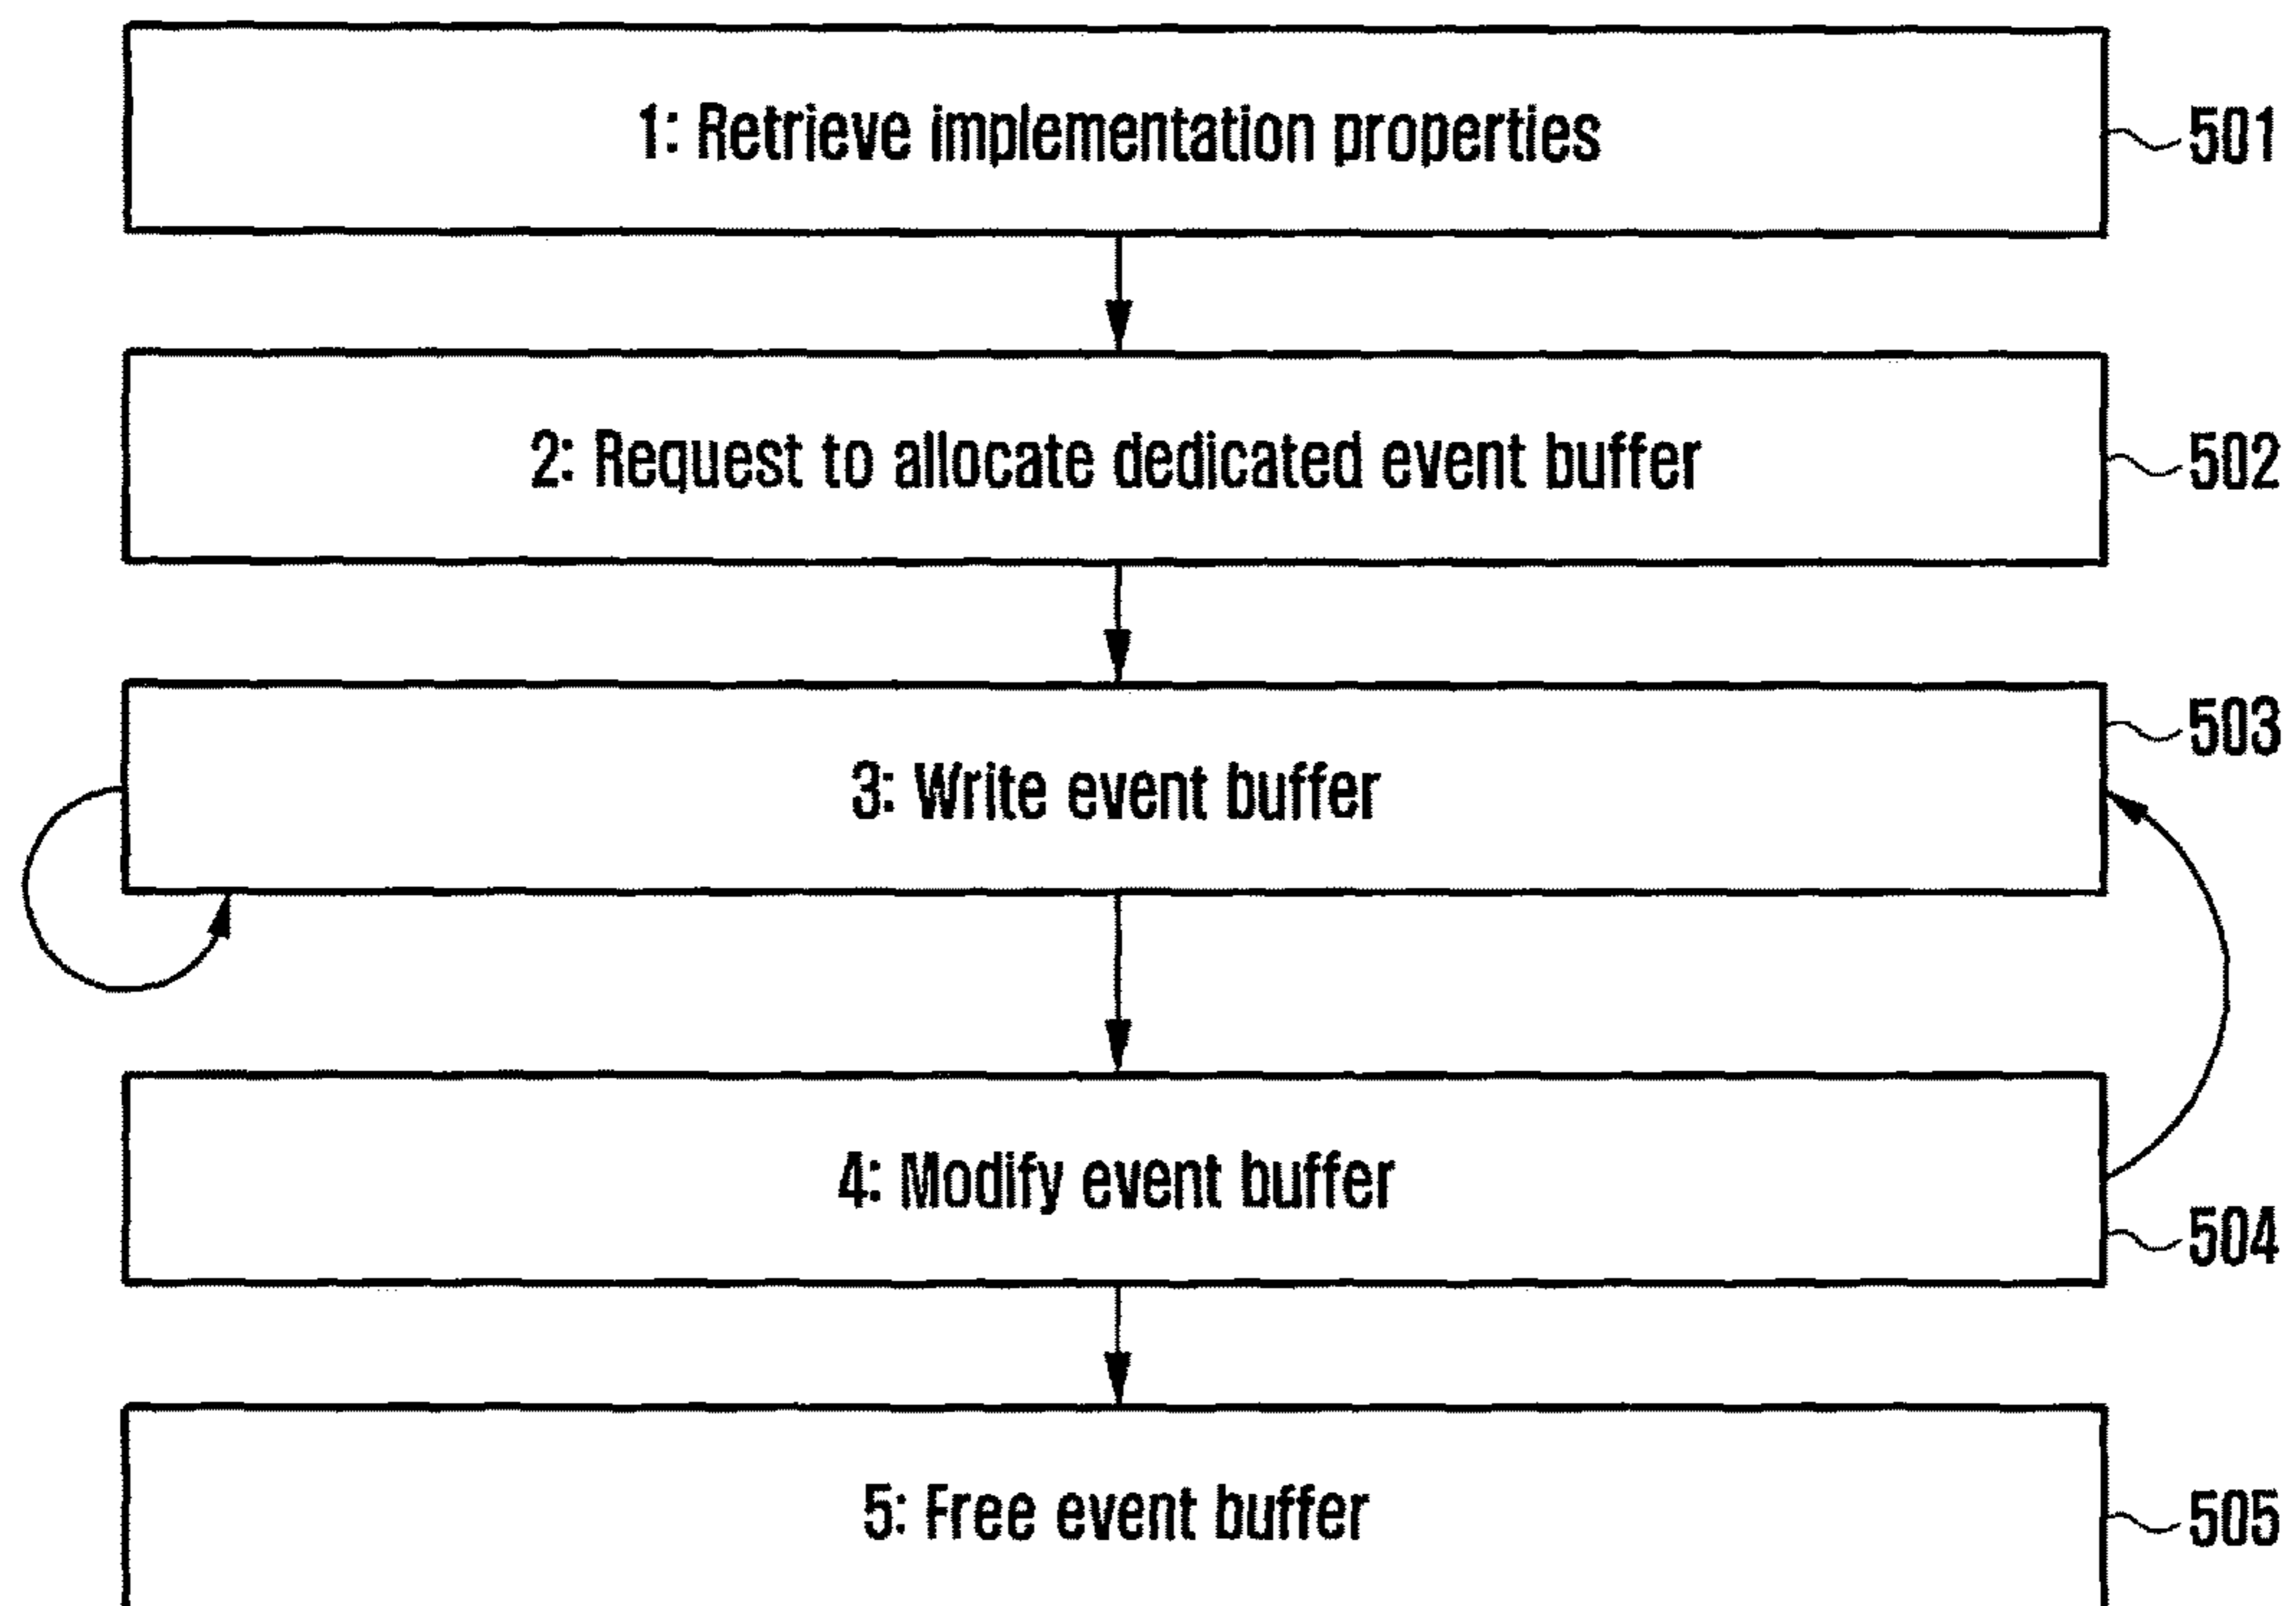 1: Retrieve implementation properties
501
2: Request to allocate dedicated event buffer
502
503
3: Write event buffer
4: Modify event buffer
504
5: Free event buffer
505